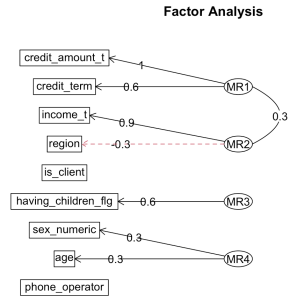 Factor Analysis
credit_amount_t
1
credit_term
0.6
MR1
0.3
income_t
0.9
region
-0.3
MR2
is_client
having_children_flg
0.6
MR3
sex_numeric
0.3
age
0.3
MR4
phone_operator